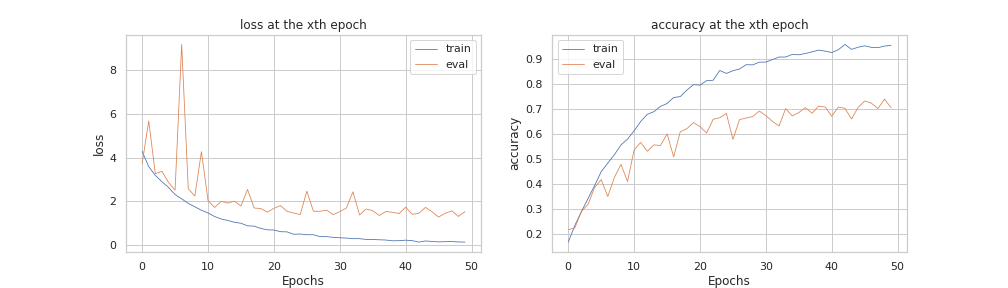 loss at the xth epoch
train
eval
8
6
4
2
0
loss
0 10 20 30 40 50
Epochs
accuracy at the xth epoch
train
eval
0.9
0.8
0.7
0.6
0.5
0.4
0.3
0.2
accuracy
0 10 20 30 40 50
Epochs